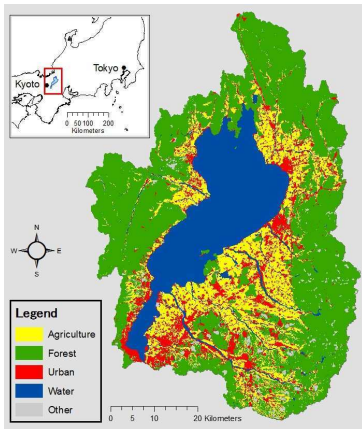 Tokyo
Kyoto
0 50 100 200
Kilometers
N
W E
S
Legend
Agriculture
Forest
Urban
Water
Other
0 5 10 20 Kilometers